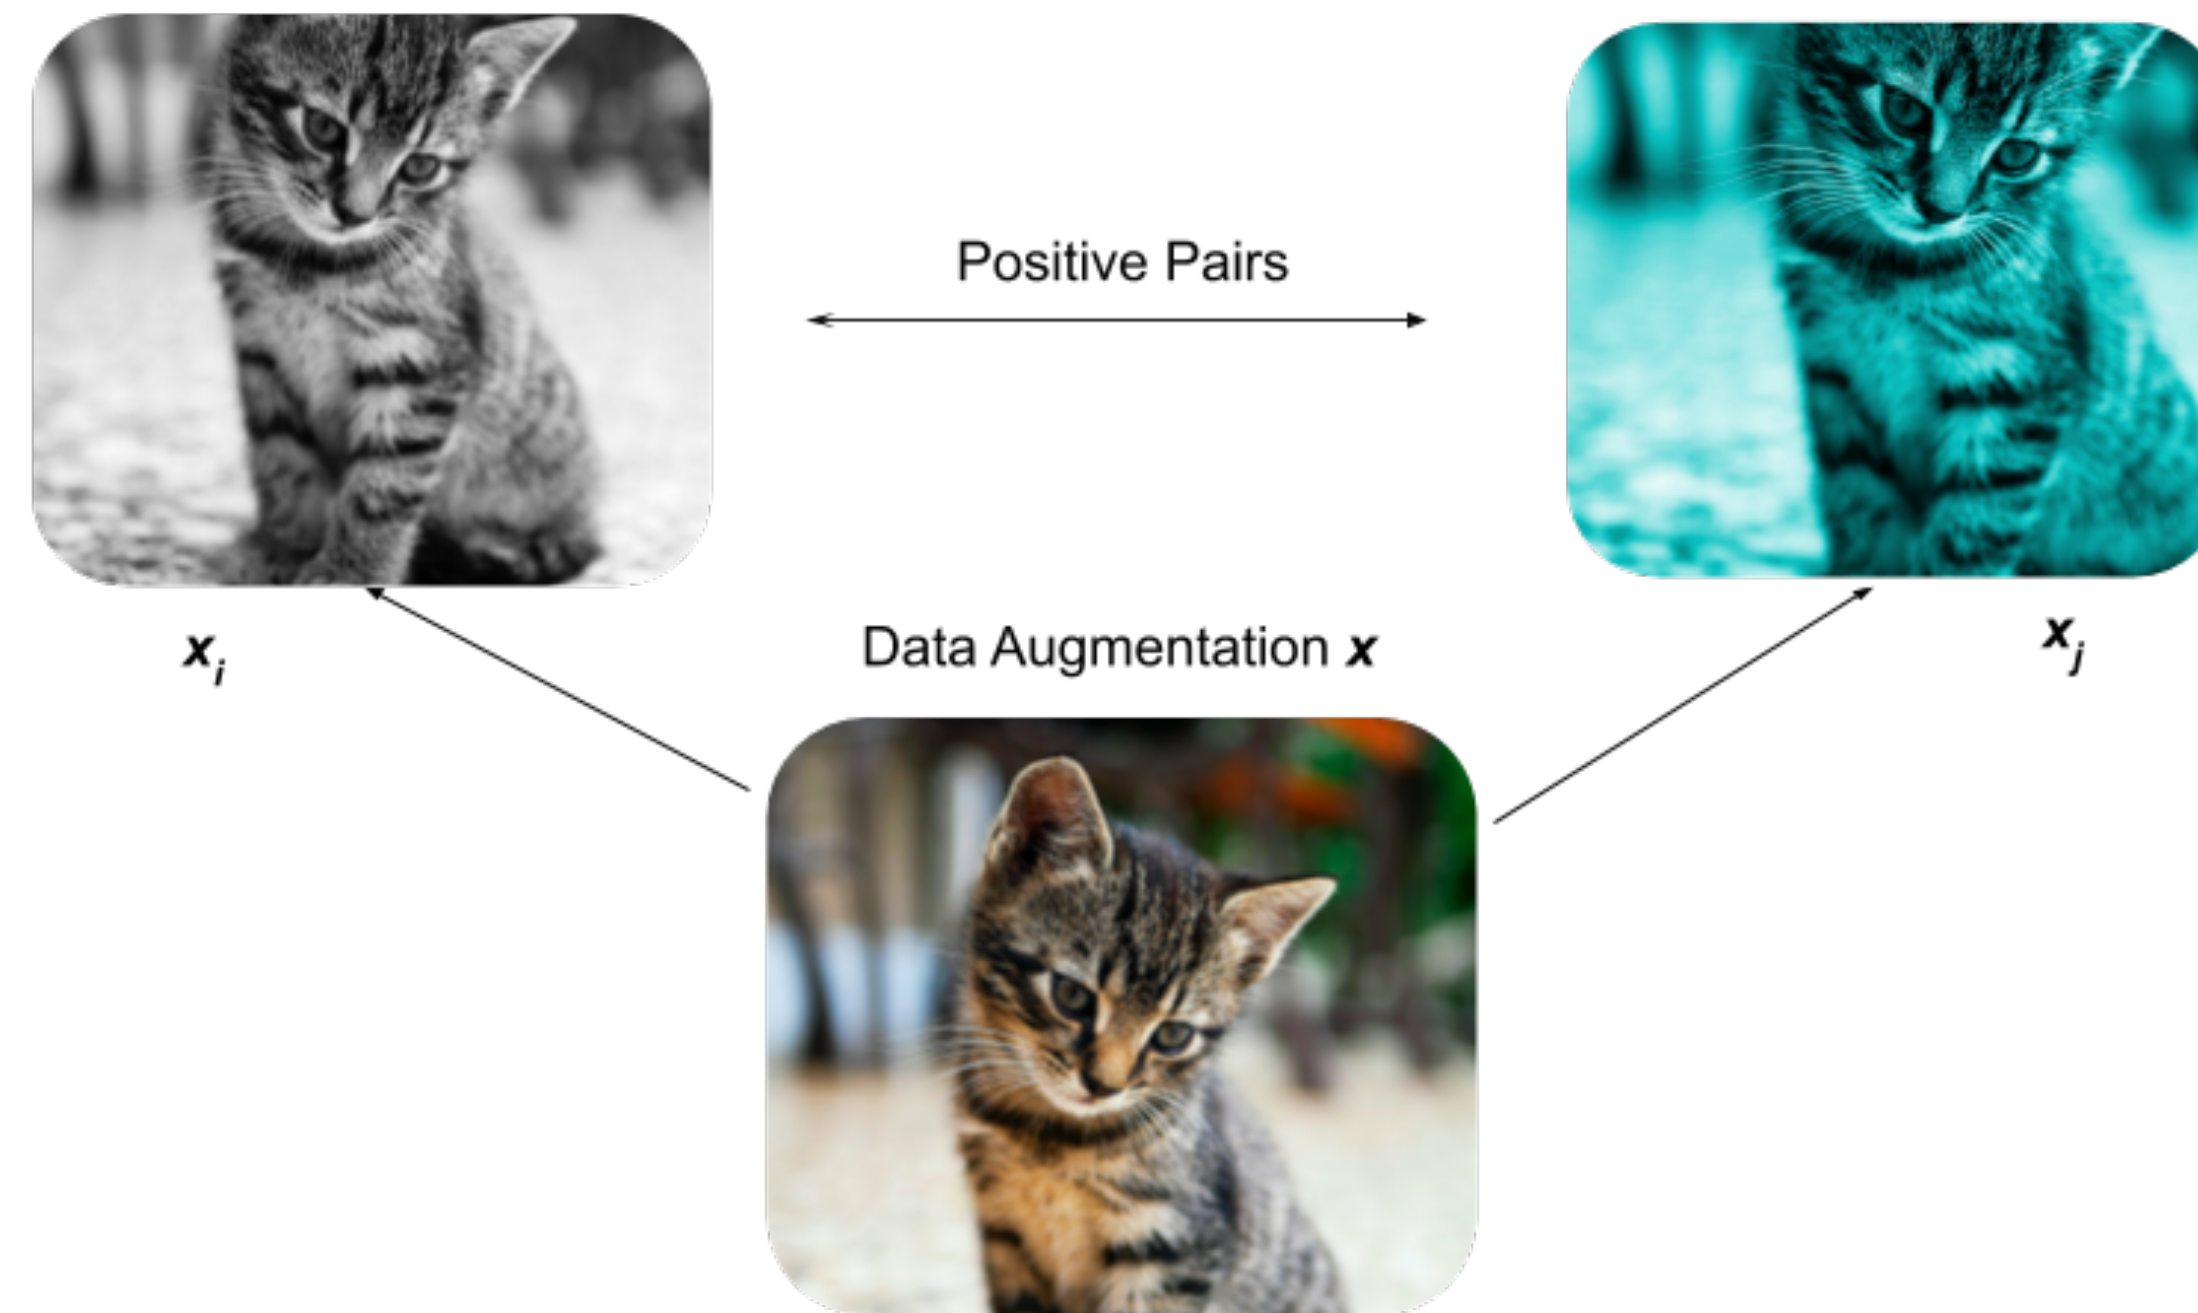 Positive Pairs
x_i
x_j
Data Augmentation x